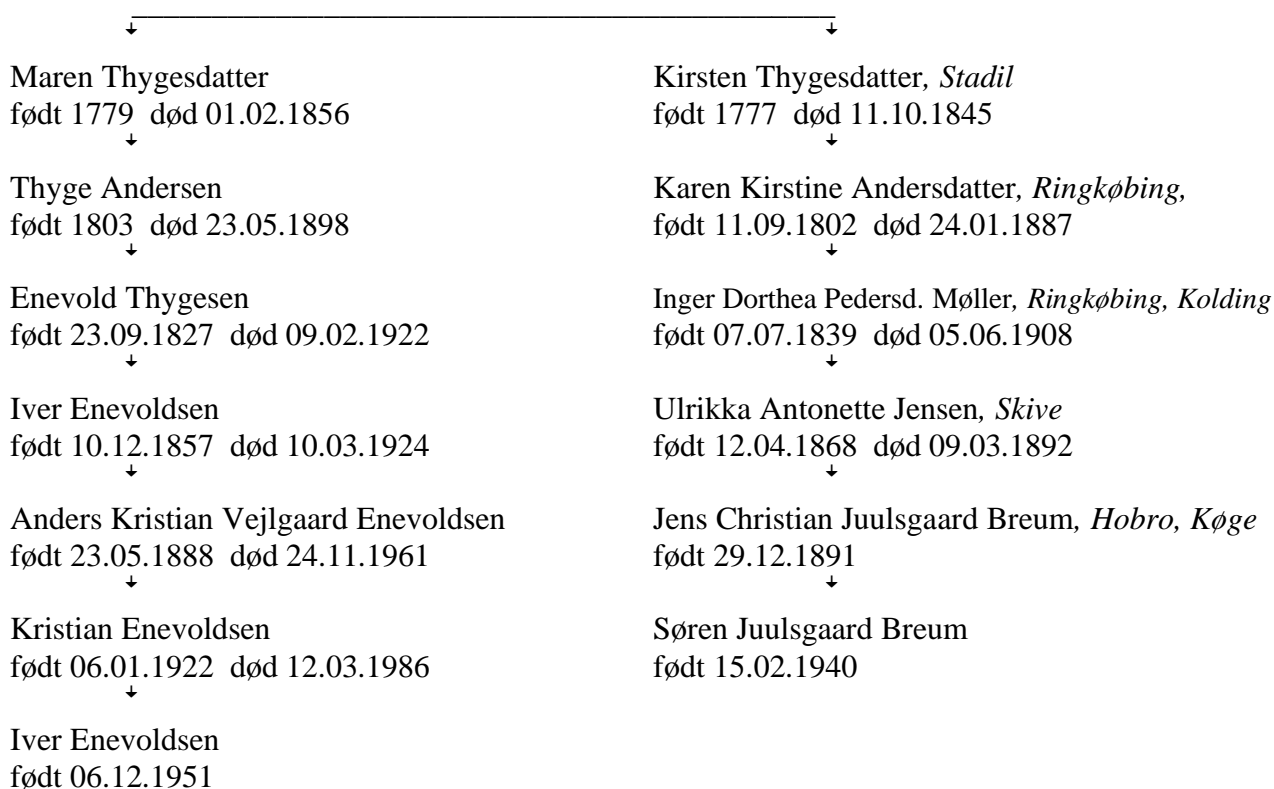 Maren Thygesdatter
født 1779 død 01.02.1856
Thyge Andersen
født 1803 død 23.05.1898
Enevold Thygesen
født 23.09.1827 død 09.02.1922
Iver Enevoldsen
født 10.12.1857 død 10.03.1924
Anders Kristian Vejlgaard Enevoldsen
født 23.05.1888 død 24.11.1961
Kristian Enevoldsen
født 06.01.1922 død 12.03.1986
Iver Enevoldsen
født 06.12.1951
Kirsten Thygesdatter, Stadil
født 1777 død 11.10.1845
Karen Kirstine Andersdatter, Ringkøbing,
født 11.09.1802 død 24.01.1887
Inger Dorthea Pedersd. Møller, Ringkøbing, Kolding
født 07.07.1839 død 05.06.1908
Ulrikka Antonette Jensen, Skive
født 12.04.1868 død 09.03.1892
Jens Christian Juulsgaard Breum, Hobro, Køge
født 29.12.1891
Søren Juulsgaard Breum
født 15.02.1940